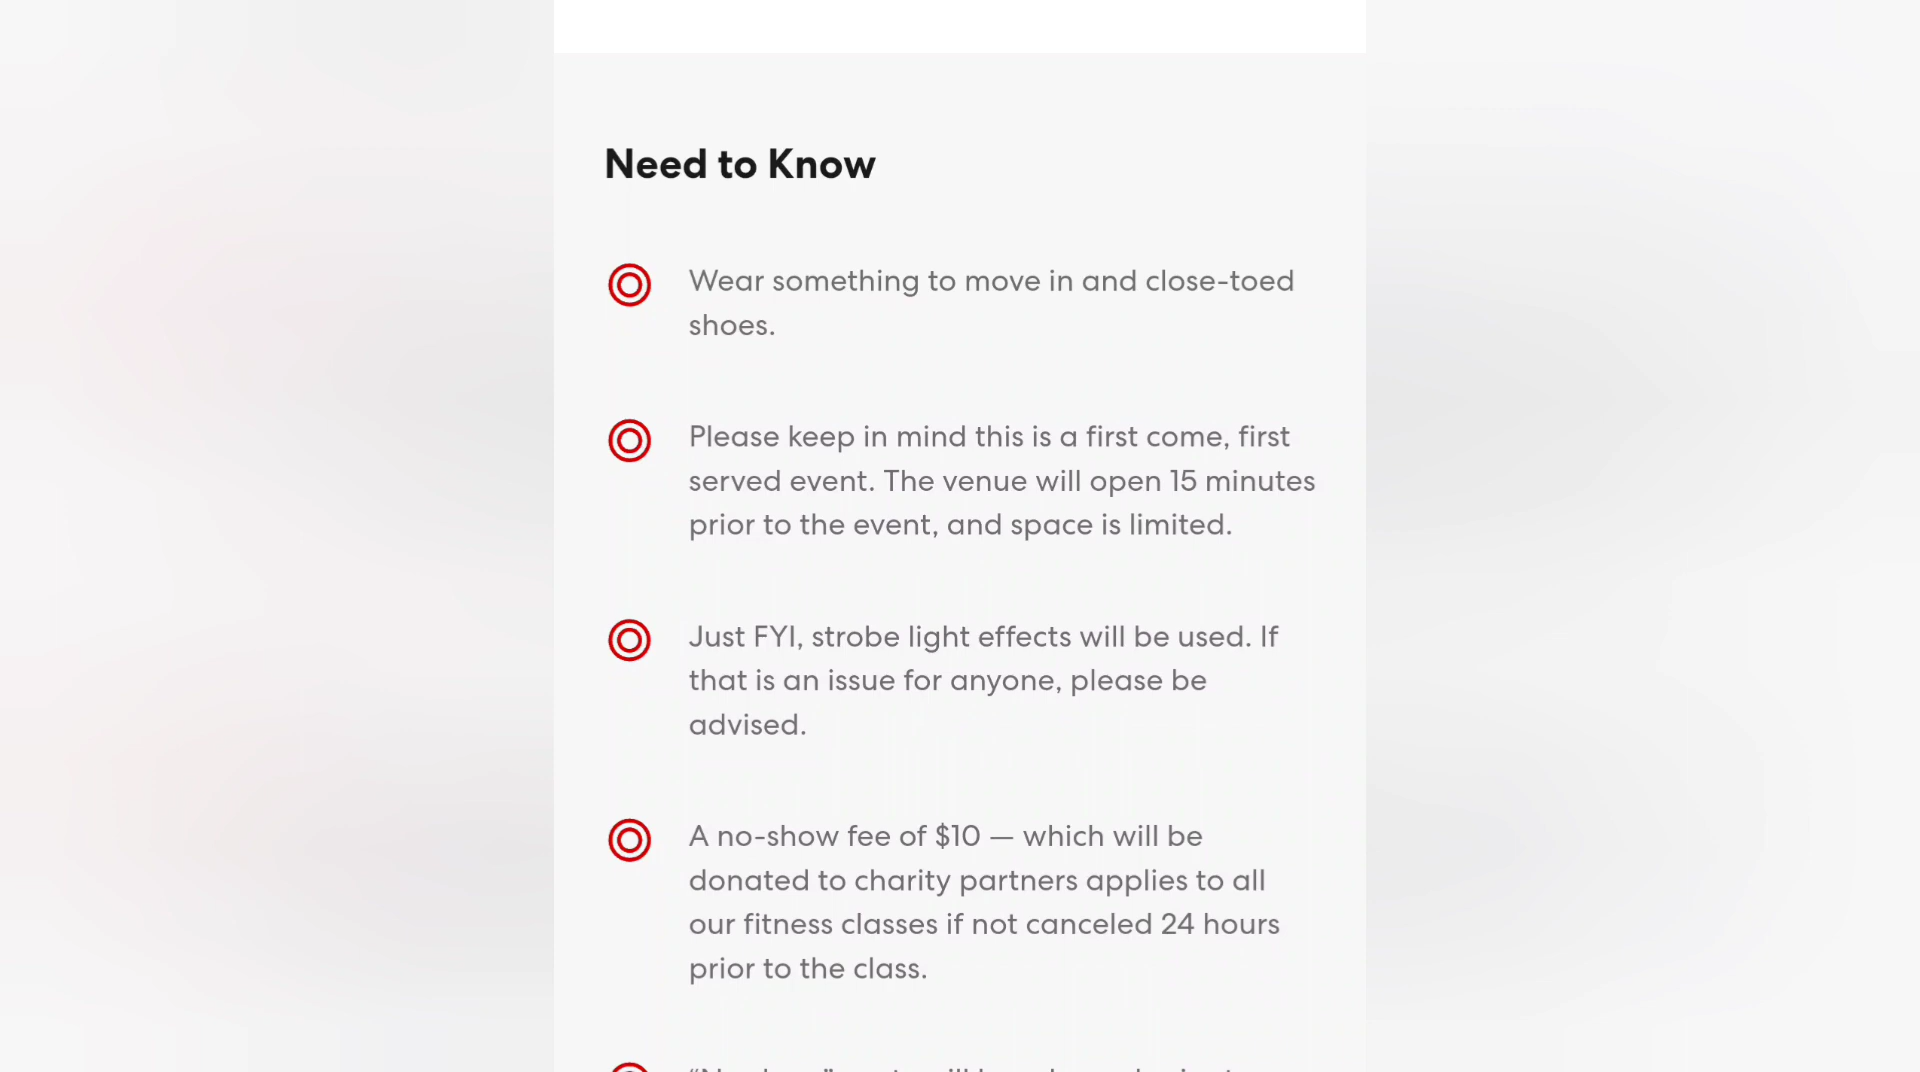 Need to Know
Wear something to move in and close-toed
shoes.
Please keep in mind this is a first come, first
served event. The venue will open 15 minutes
prior to the event, and space is limited.
Just FYI, strobe light effects will be used. If
that is an issue for anyone, please be
advised.
A no-show fee of $10 — which will be
donated to charity partners applies to all
our fitness classes if not canceled 24 hours
prior to the class.